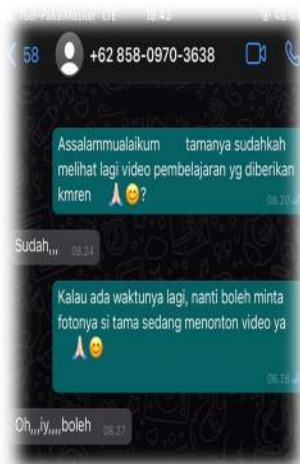 58 +62 858-0970-3638
Assalammualaikum tamanya sudahkah
melihat lagi video pembelajaran yg diberikan
kmren 🙏🏻😊?
08.20
Sudah,,, 08.24
Kalau ada waktunya lagi, nanti boleh minta
fotonya si tama sedang menonton video ya
🙏🏻😊
08.26
Oh,,,iy,,,,boleh 08.27